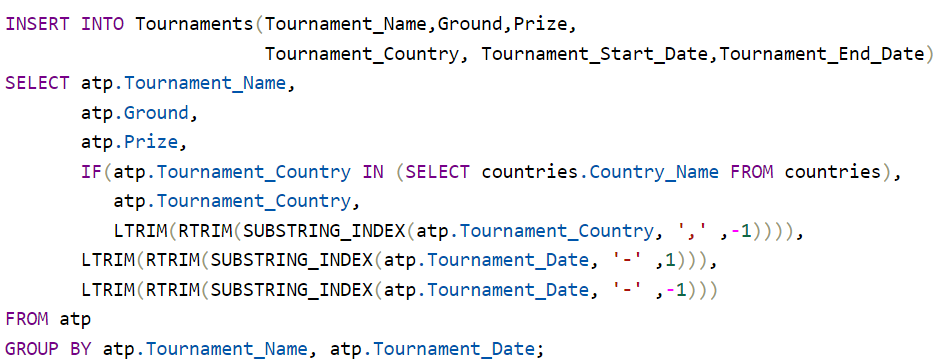 INSERT INTO Tournaments(Tournament_Name,Ground,Prize,
                        Tournament_Country, Tournament_Start_Date,Tournament_End_Date)
SELECT atp.Tournament_Name,
       atp.Ground,
       atp.Prize,
       IF(atp.Tournament_Country IN (SELECT countries.Country_Name FROM countries),
          atp.Tournament_Country,
          LTRIM(RTRIM(SUBSTRING_INDEX(atp.Tournament_Country, ',' ,-1)))),
       LTRIM(RTRIM(SUBSTRING_INDEX(atp.Tournament_Date, '-' ,1))),
       LTRIM(RTRIM(SUBSTRING_INDEX(atp.Tournament_Date, '-' ,-1)))
FROM atp
GROUP BY atp.Tournament_Name, atp.Tournament_Date;